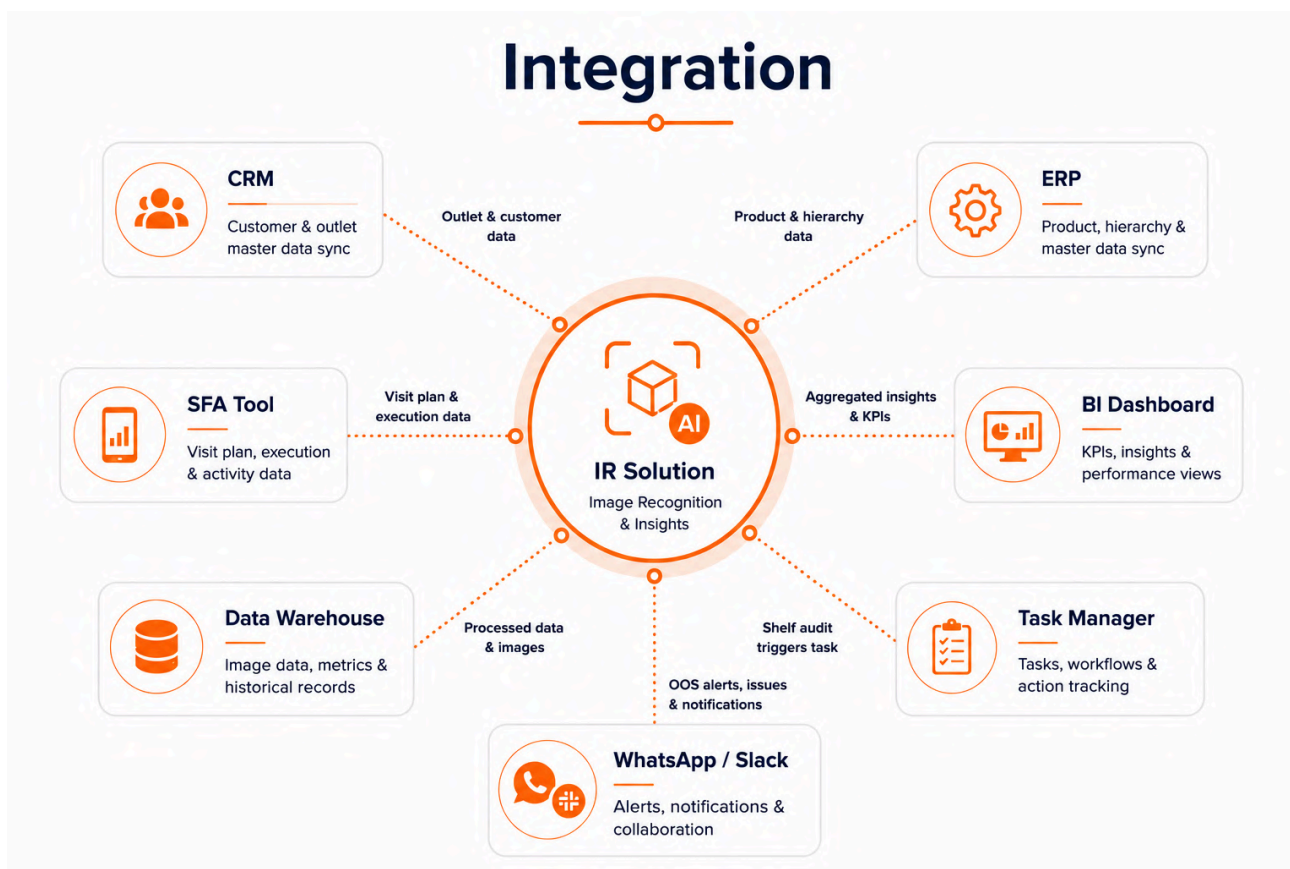 Integration
CRM
Customer & outlet
master data sync
Outlet & customer
data
Product & hierarchy
data
ERP
Product, hierarchy &
master data sync
SFA Tool
Visit plan, execution
& activity data
Visit plan &
execution data
AI
IR Solution
Image Recognition
& Insights
Aggregated insights
& KPIs
BI Dashboard
KPIs, insights &
performance views
Data Warehouse
Image data, metrics &
historical records
Processed data
& images
Shelf audit
triggers task
Task Manager
Tasks, workflows &
action tracking
OOS alerts, issues
& notifications
WhatsApp / Slack
Alerts, notifications &
collaboration